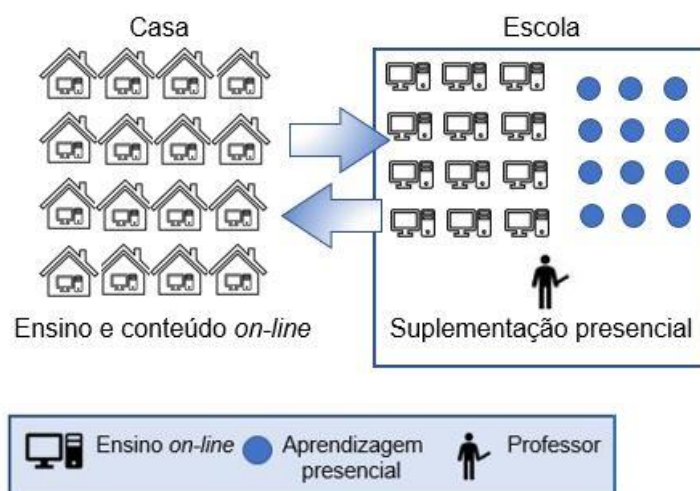 Casa
Escola
Ensino e conteúdo on-line
Suplementação presencial
Ensino on-line
Aprendizagem
presencial
Professor